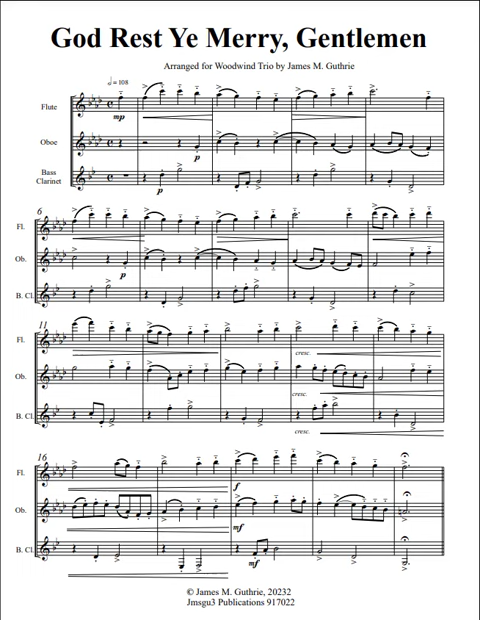 God Rest Ye Merry, Gentlemen
Arranged for Woodwind Trio by James M. Guthrie
= 108
Flute
mp
Oboe
p
Bass
Clarinet
p
6
Fl.
Ob.
p
B. Cl.
11
Fl.
cresc.
Ob.
cresc.
B. Cl.
cresc.
16
Fl.
f
Ob.
mf
B. Cl.
mf
© James M. Guthrie, 20232
Jmsgu3 Publications 917022